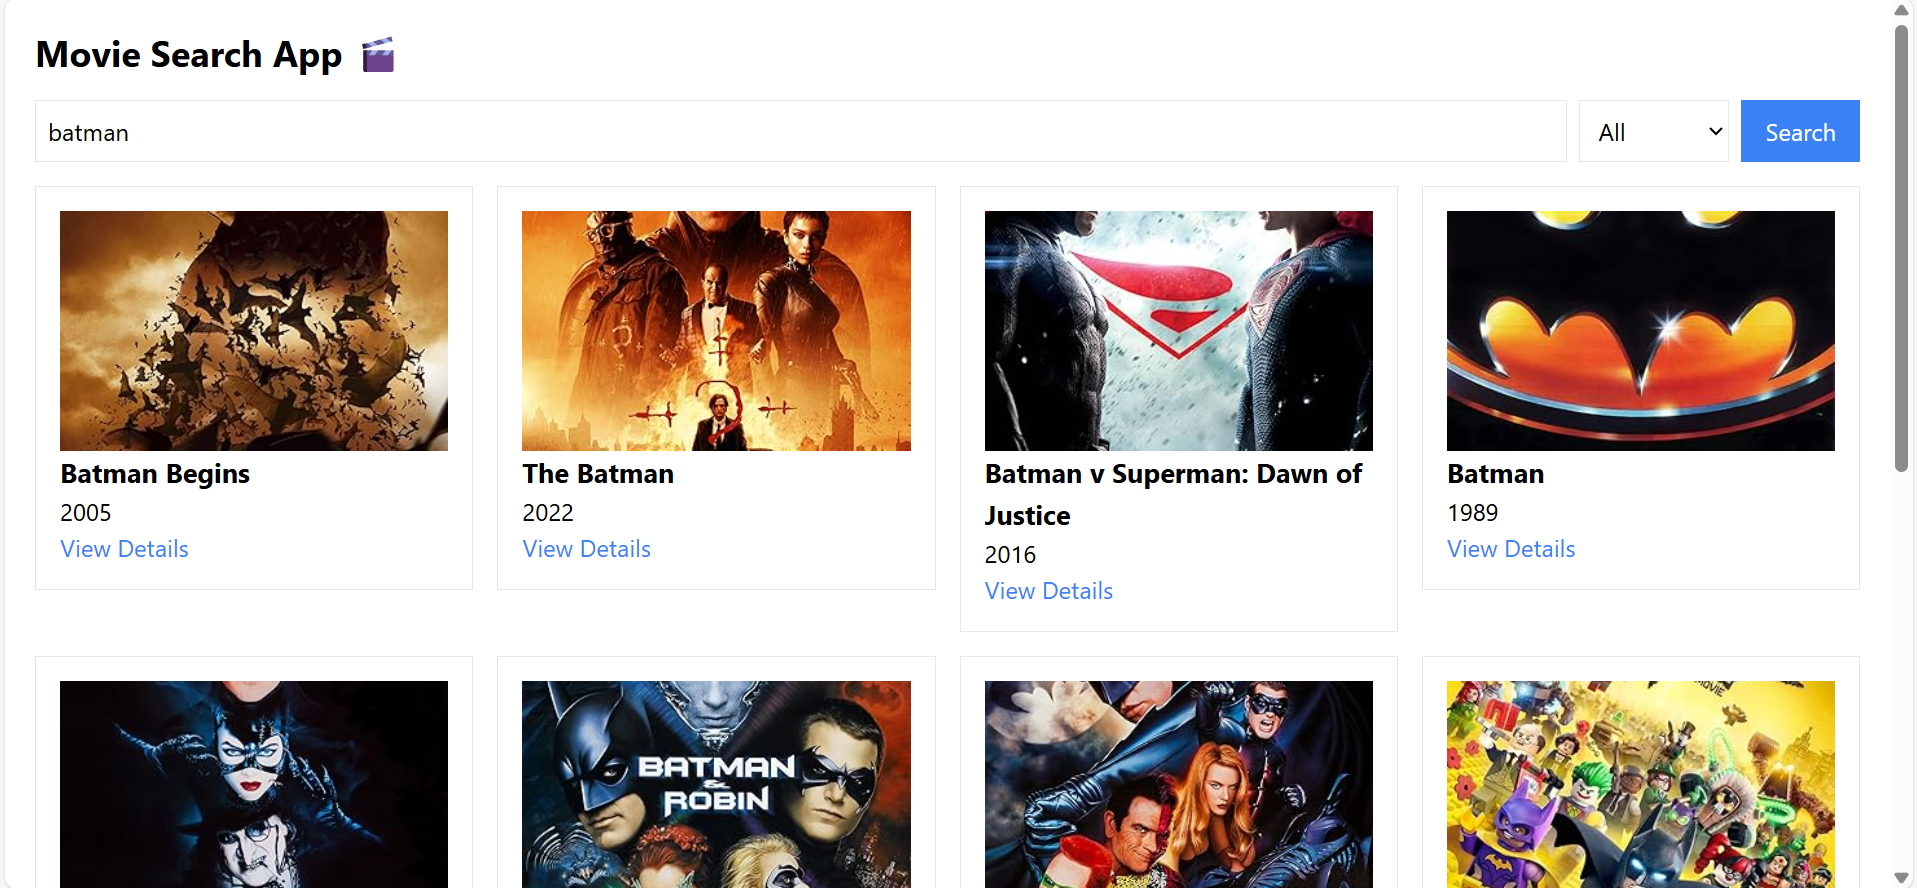 Movie Search App
batman
All
Search
Batman Begins
2005
View Details
The Batman
2022
View Details
Batman v Superman: Dawn of
Justice
2016
View Details
Batman
1989
View Details
BATMAN
&
ROBIN
MOVIE